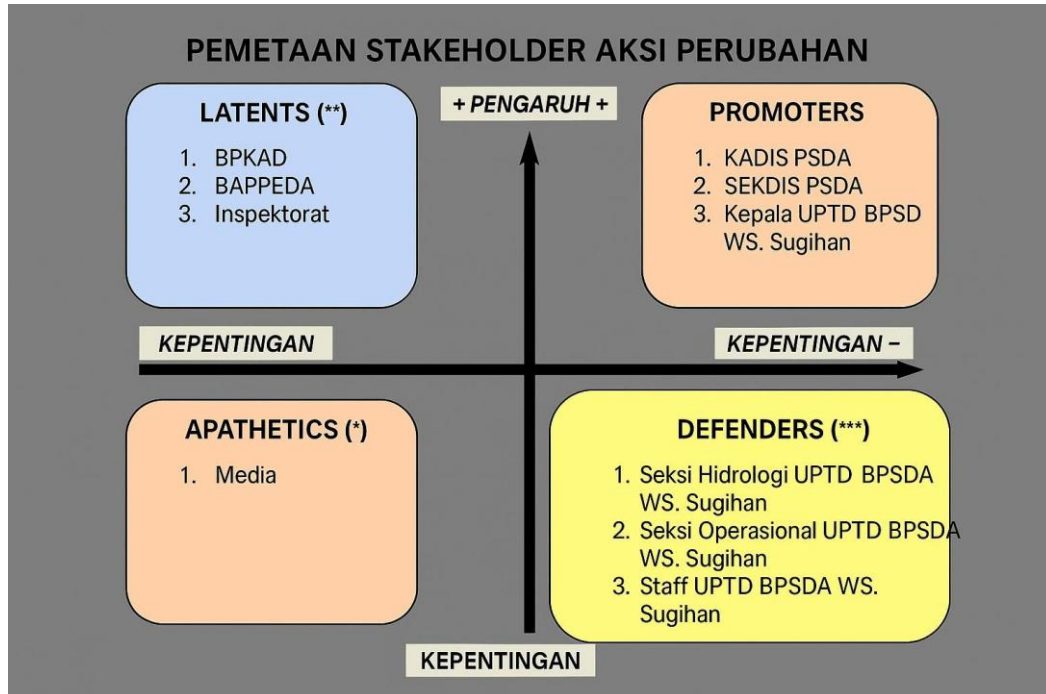 PEMETAAN STAKEHOLDER AKSI PERUBAHAN
LATENTS (**)
1. BPKAD
2. BAPPEDA
3. Inspektorat
+ PENGARUH +
PROMOTERS
1. KADIS PSDA
2. SEKDIS PSDA
3. Kepala UPTD BPSD
WS. Sugihan
KEPENTINGAN
KEPENTINGAN –
APATHETICS (*)
1. Media
DEFENDERS (***)
1. Seksi Hidrologi UPTD BPSDA
WS. Sugihan
2. Seksi Operasional UPTD BPSDA
WS. Sugihan
3. Staff UPTD BPSDA WS.
Sugihan
KEPENTINGAN